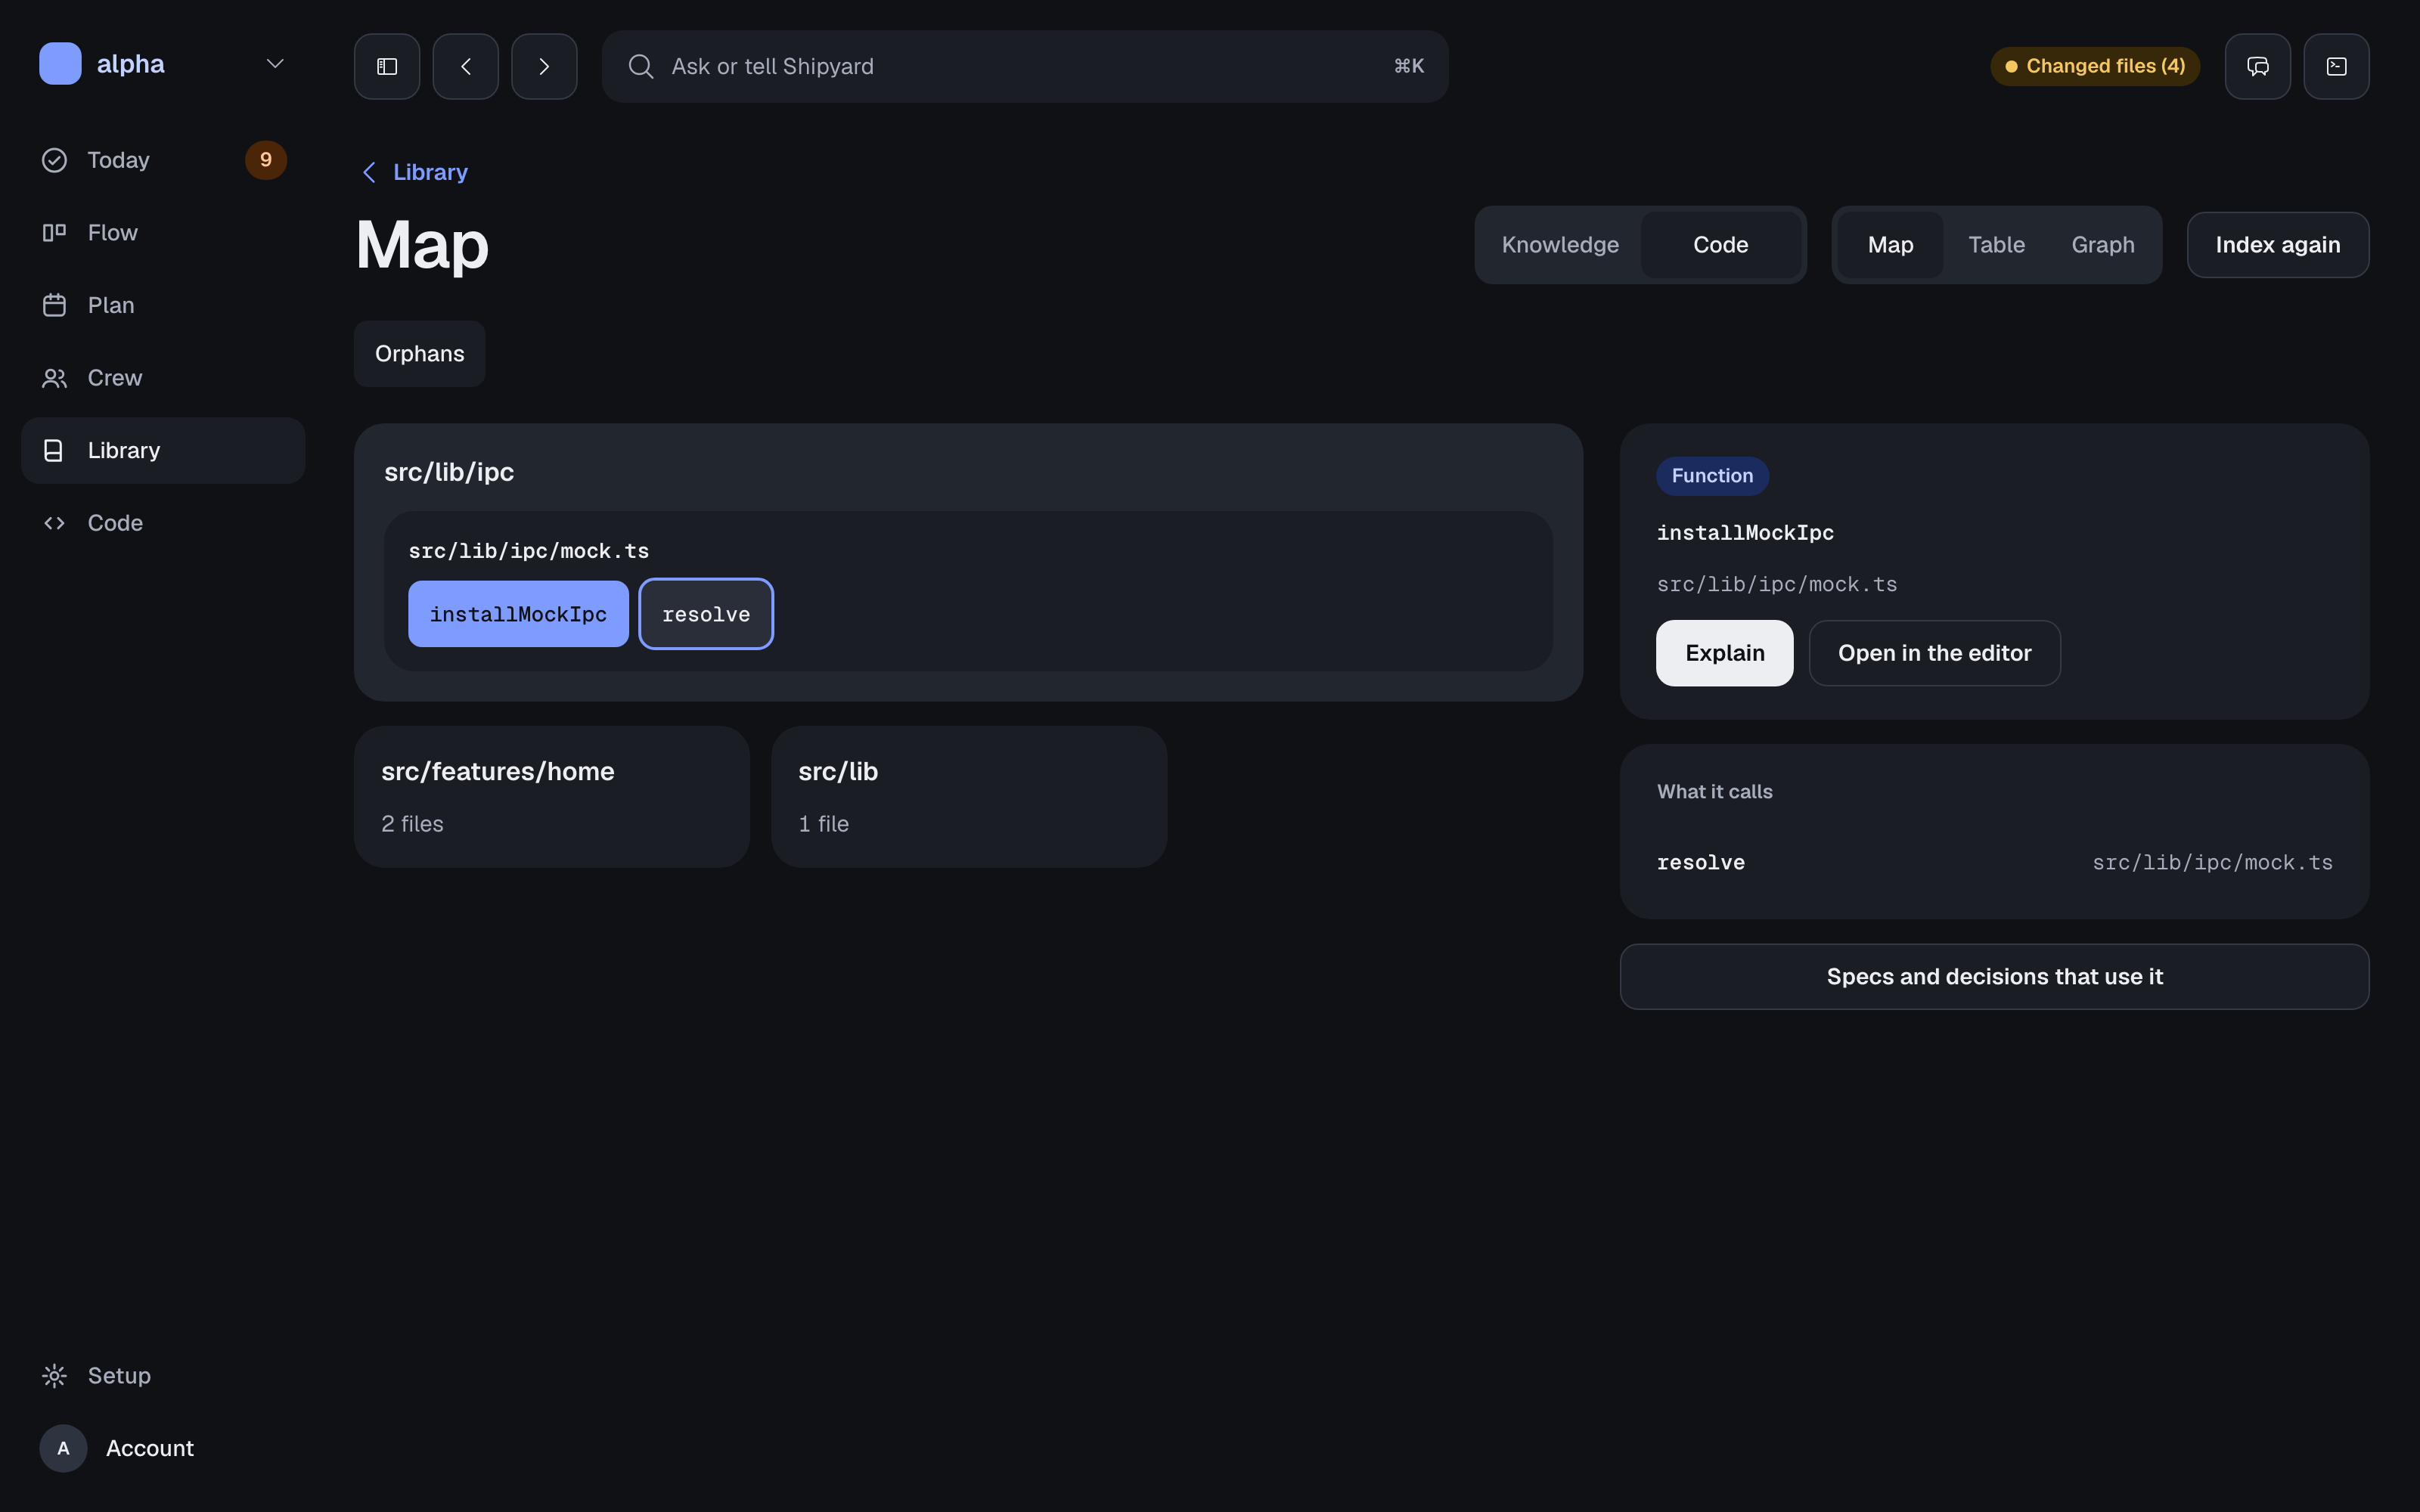 alpha
Ask or tell Shipyard
⌘K
Changed files (4)
Today
9
Flow
Plan
Crew
Library
Code
Library
Map
Knowledge
Code
Map
Table
Graph
Index again
Orphans
src/lib/ipc
src/lib/ipc/mock.ts
installMockIpc
resolve
src/features/home
2 files
src/lib
1 file
Function
installMockIpc
src/lib/ipc/mock.ts
Explain
Open in the editor
What it calls
resolve
src/lib/ipc/mock.ts
Specs and decisions that use it
Setup
A
Account